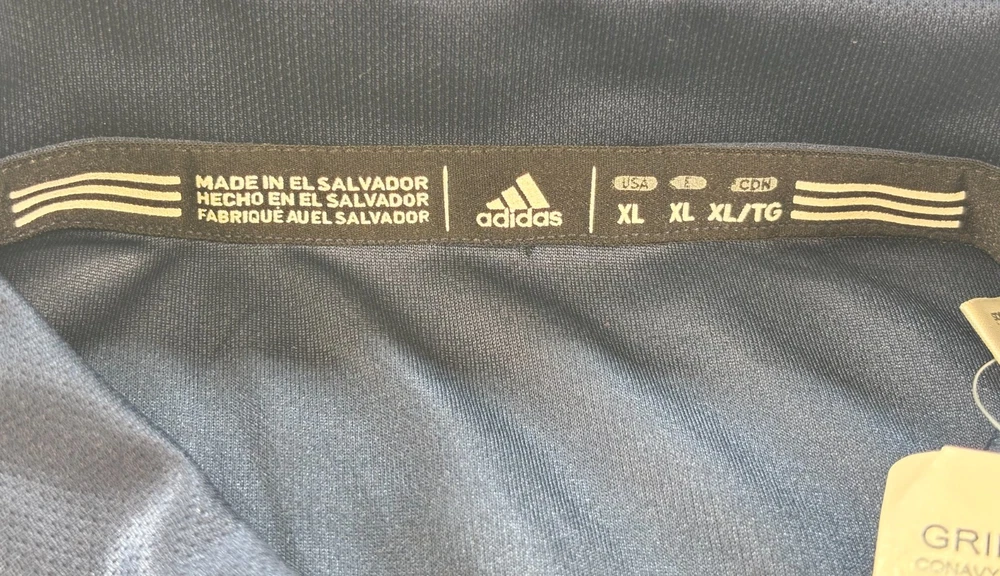 MADE IN EL SALVADOR
HECHO EN EL SALVADOR
FABRIQUÉ AU EL SALVADOR
adidas
USA E CDN
XL XL XL/TG